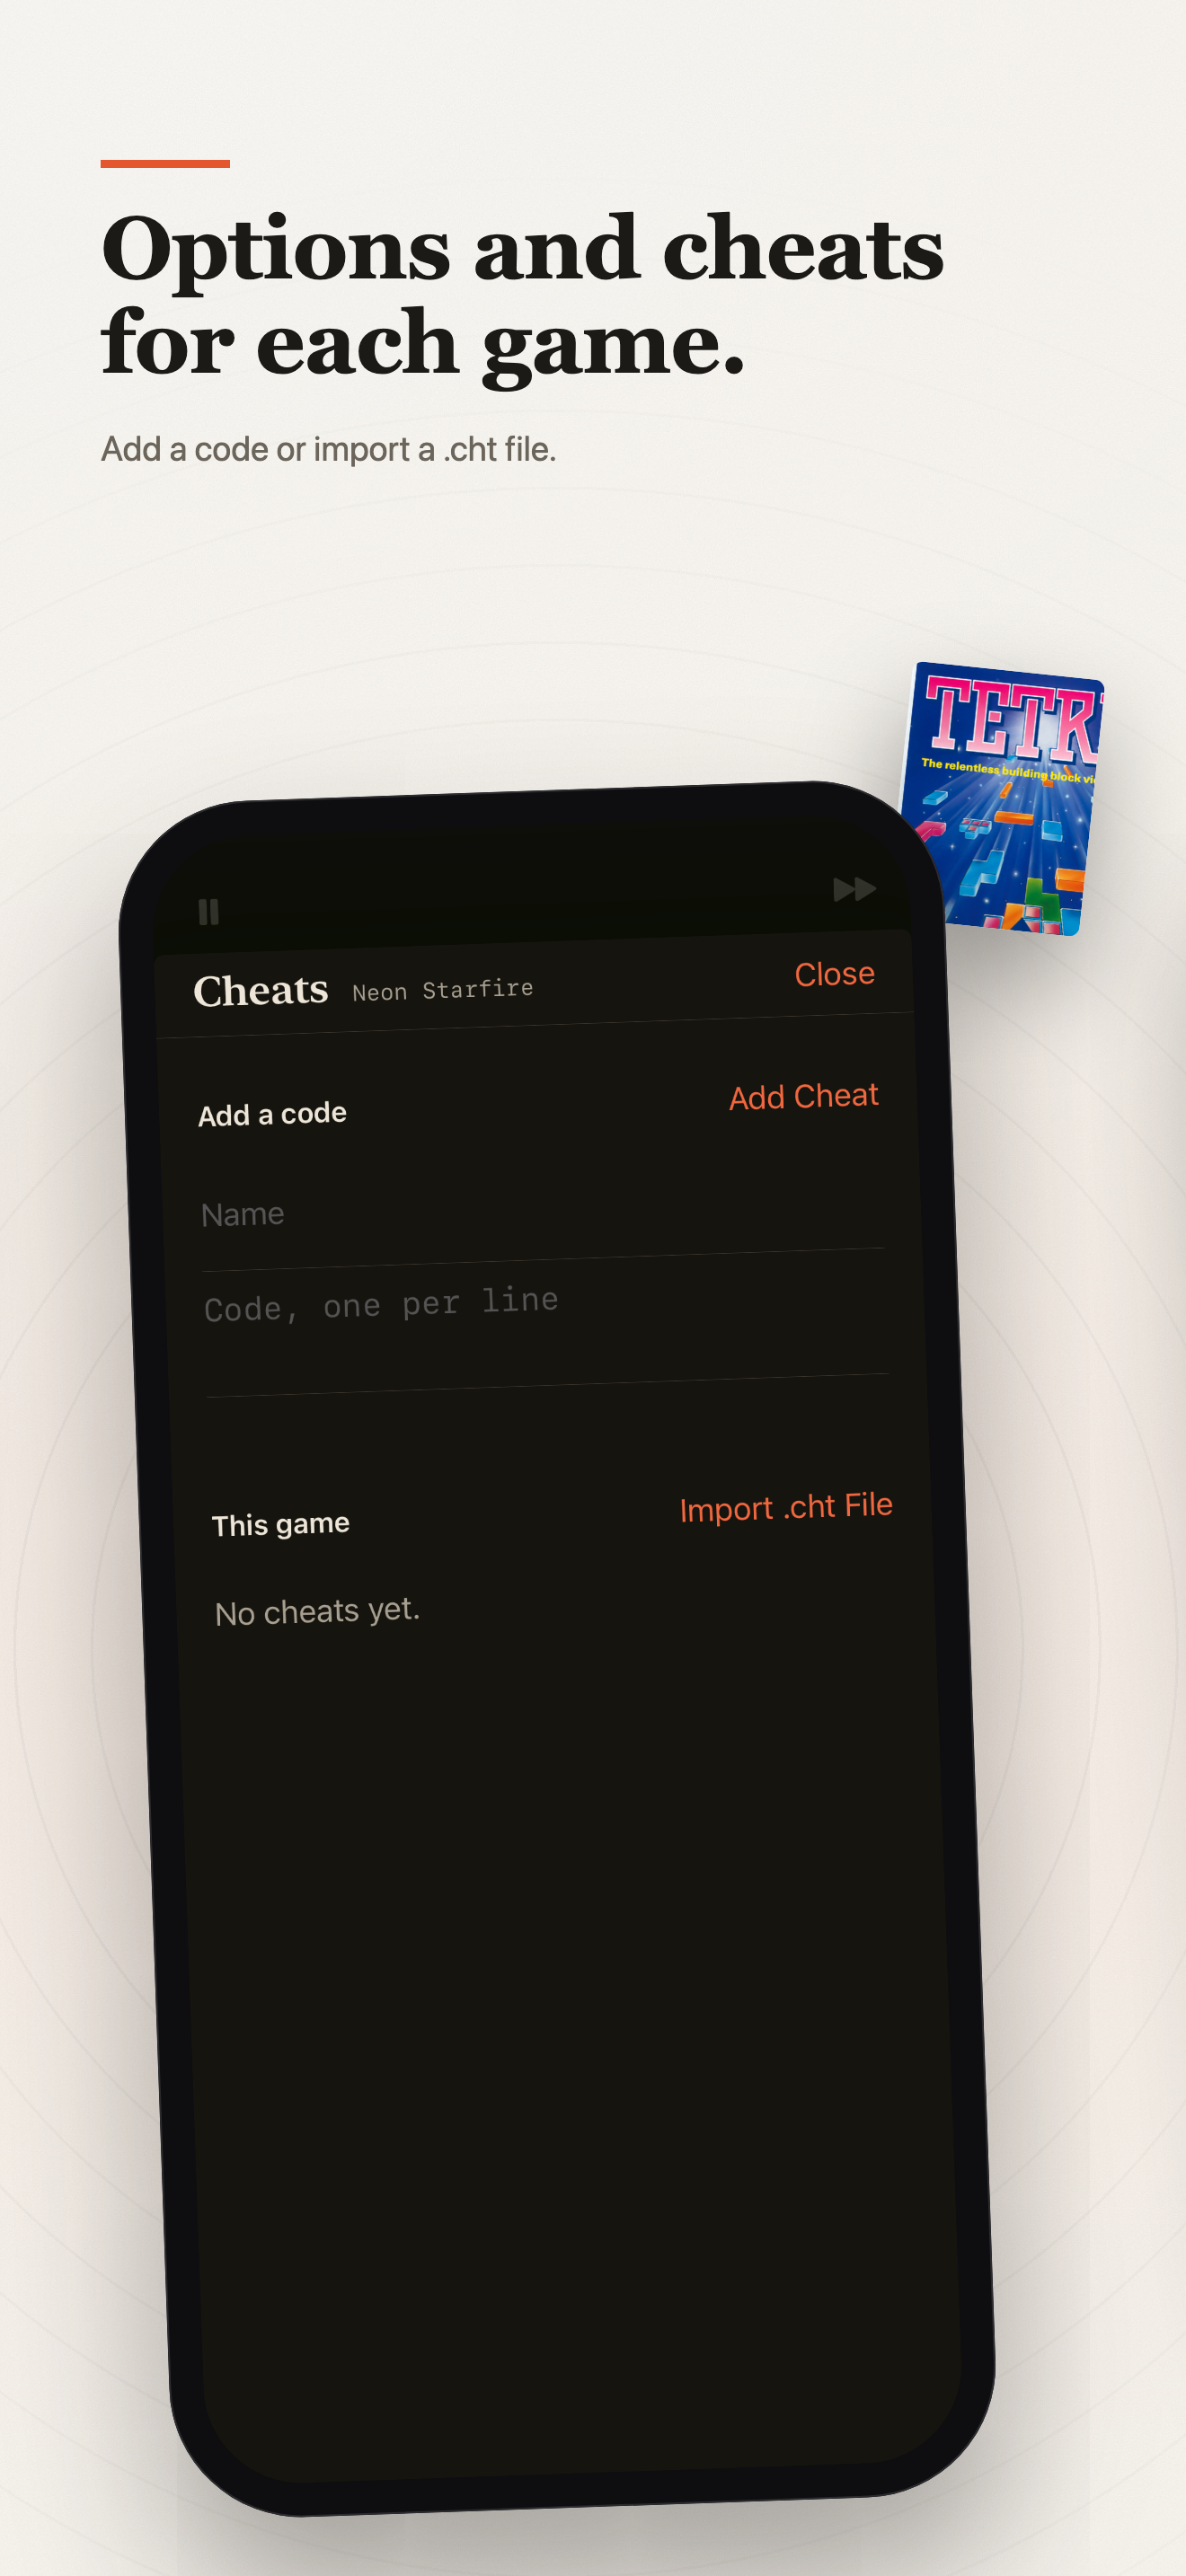 Options and cheats
for each game.
Add a code or import a .cht file.
TETR
The relentless building block vi
Cheats Neon Starfire Close
Add a code Add Cheat
Name
Code, one per line
This game Import .cht File
No cheats yet.